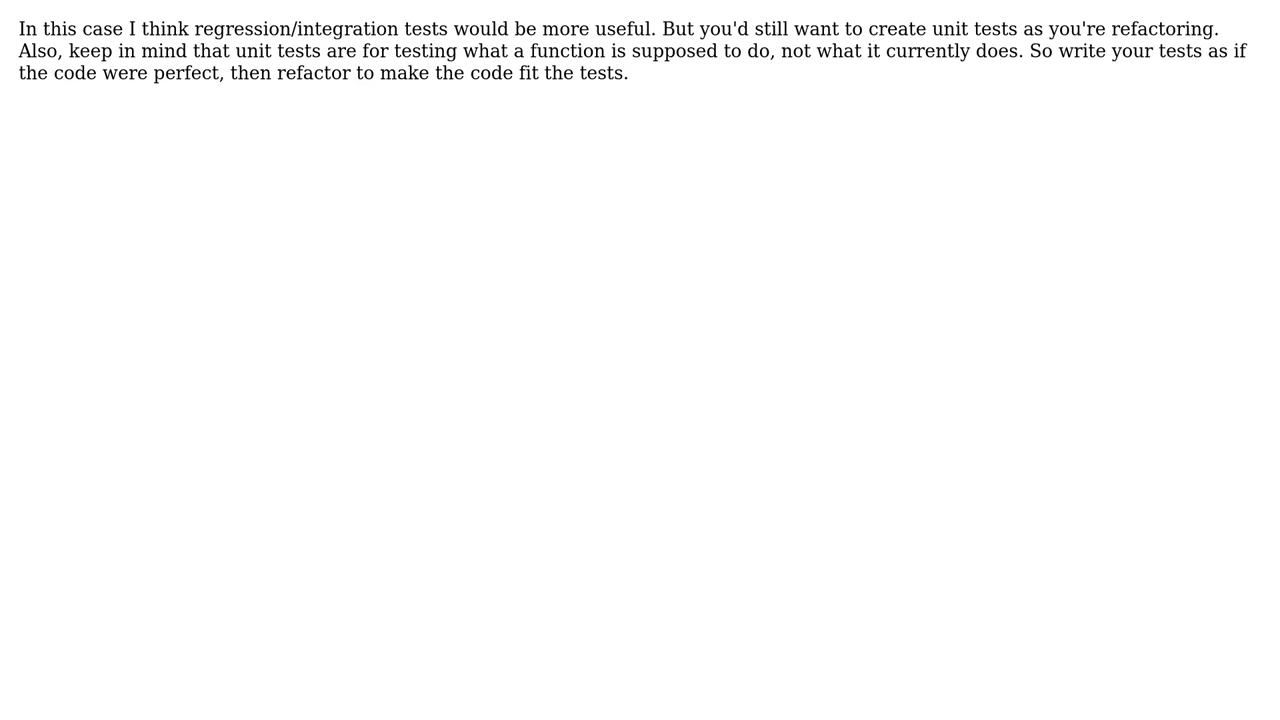 In this case I think regression/integration tests would be more useful. But you'd still want to create unit tests as you're refactoring.
Also, keep in mind that unit tests are for testing what a function is supposed to do, not what it currently does. So write your tests as if
the code were perfect, then refactor to make the code fit the tests.